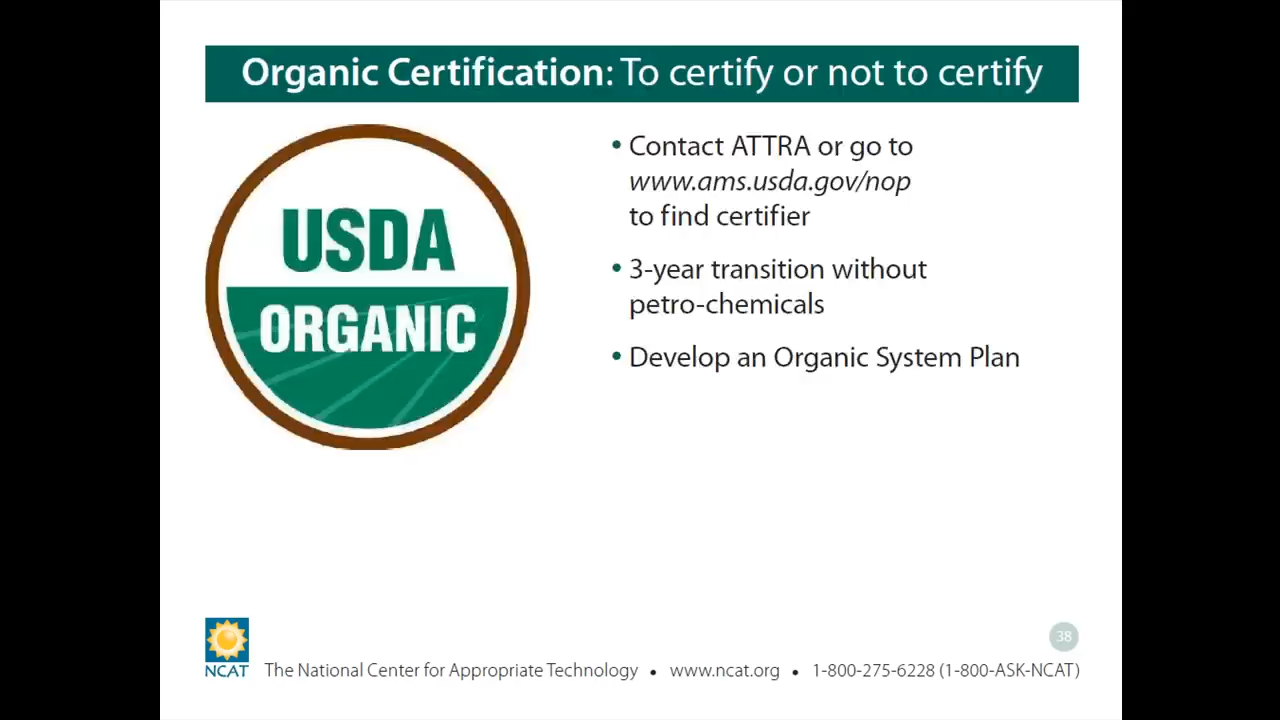 Organic Certification: To certify or not to certify
USDA
ORGANIC
• Contact ATTRA or go to
www.ams.usda.gov/nop
to find certifier
• 3-year transition without
petro-chemicals
• Develop an Organic System Plan
38
NCAT
The National Center for Appropriate Technology • www.ncat.org • 1-800-275-6228 (1-800-ASK-NCAT)